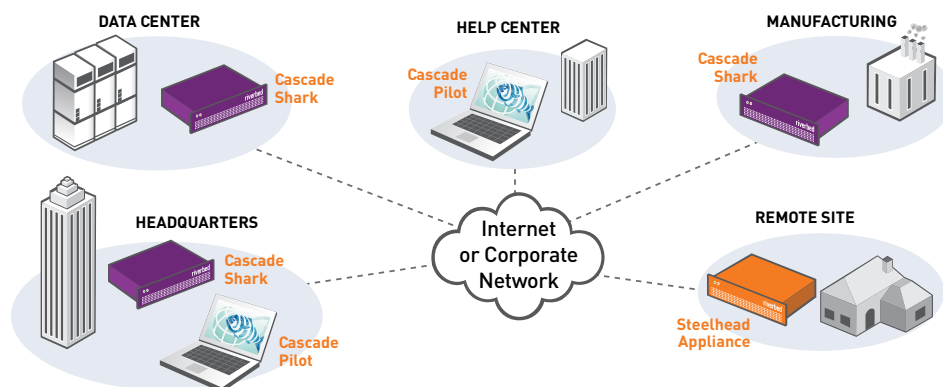 DATA CENTER
Cascade
Shark
riverbed
HELP CENTER
Cascade
Pilot
MANUFACTURING
Cascade
Shark
riverbed
HEADQUARTERS
riverbed
Cascade
Shark
Cascade
Pilot
Internet
or Corporate
Network
REMOTE SITE
riverbed
Steelhead
Appliance